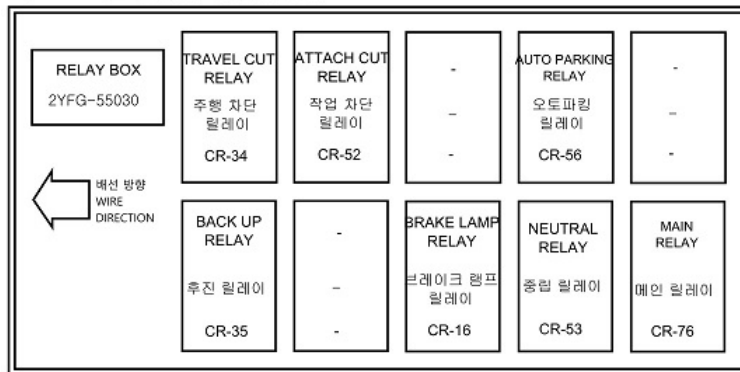 RELAY BOX
2YFG-55030
배선 방향
WIRE
DIRECTION
TRAVEL CUT
RELAY
주행 차단
릴레이
CR-34
ATTACH CUT
RELAY
작업 차단
릴레이
CR-52
-
-
-
AUTO PARKING
RELAY
오토파킹
릴레이
CR-56
-
-
-
BACK UP
RELAY
후진 릴레이
CR-35
-
-
-
BRAKE LAMP
RELAY
브레이크 램프
릴레이
CR-16
NEUTRAL
RELAY
중립 릴레이
CR-53
MAIN
RELAY
메인 릴레이
CR-76